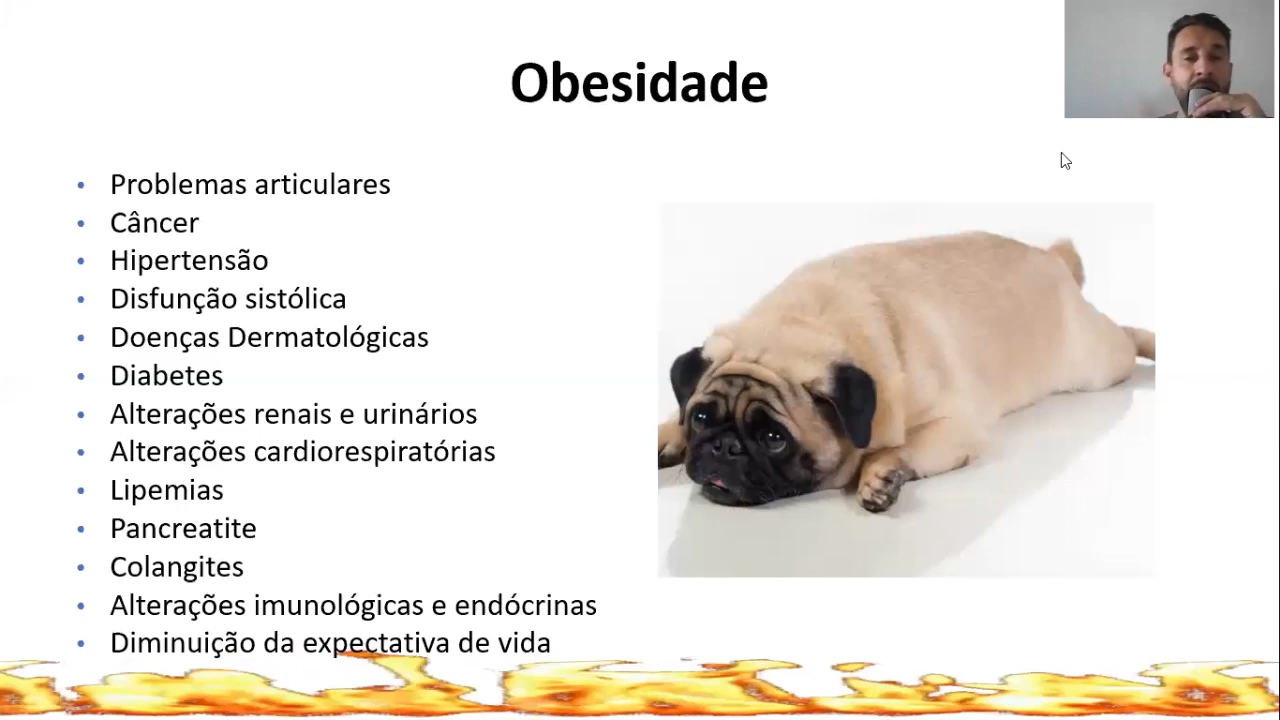 Obesidade
• Problemas articulares
• Câncer
• Hipertensão
• Disfunção sistólica
• Doenças Dermatológicas
• Diabetes
• Alterações renais e urinários
• Alterações cardiorespiratórias
• Lipemias
• Pancreatite
• Colangites
• Alterações imunológicas e endócrinas
• Diminuição da expectativa de vida